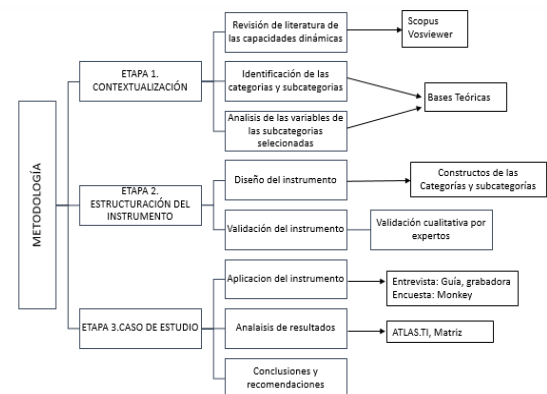 METODOLOGÍA
ETAPA 1.
CONTEXTUALIZACIÓN
Revisión de literatura de
las capacidades dinámicas
Scopus
Vosviewer
Identificación de las
categorias y subcategorias
Analisis de las variables de
las subcategorias
selecionadas
Bases Teóricas
ETAPA 2.
ESTRUCTURACIÓN DEL
INSTRUMENTO
Diseño del instrumento
Constructos de las
Categorías y subcategorías
Validación del instrumento
Validación cualitativa por
expertos
ETAPA 3.CASO DE ESTUDIO
Aplicacion del instrumento
Entrevista: Guía, grabadora
Encuesta: Monkey
Analaisis de resultados
ATLAS.TI, Matriz
Conclusiones y
recomendaciones